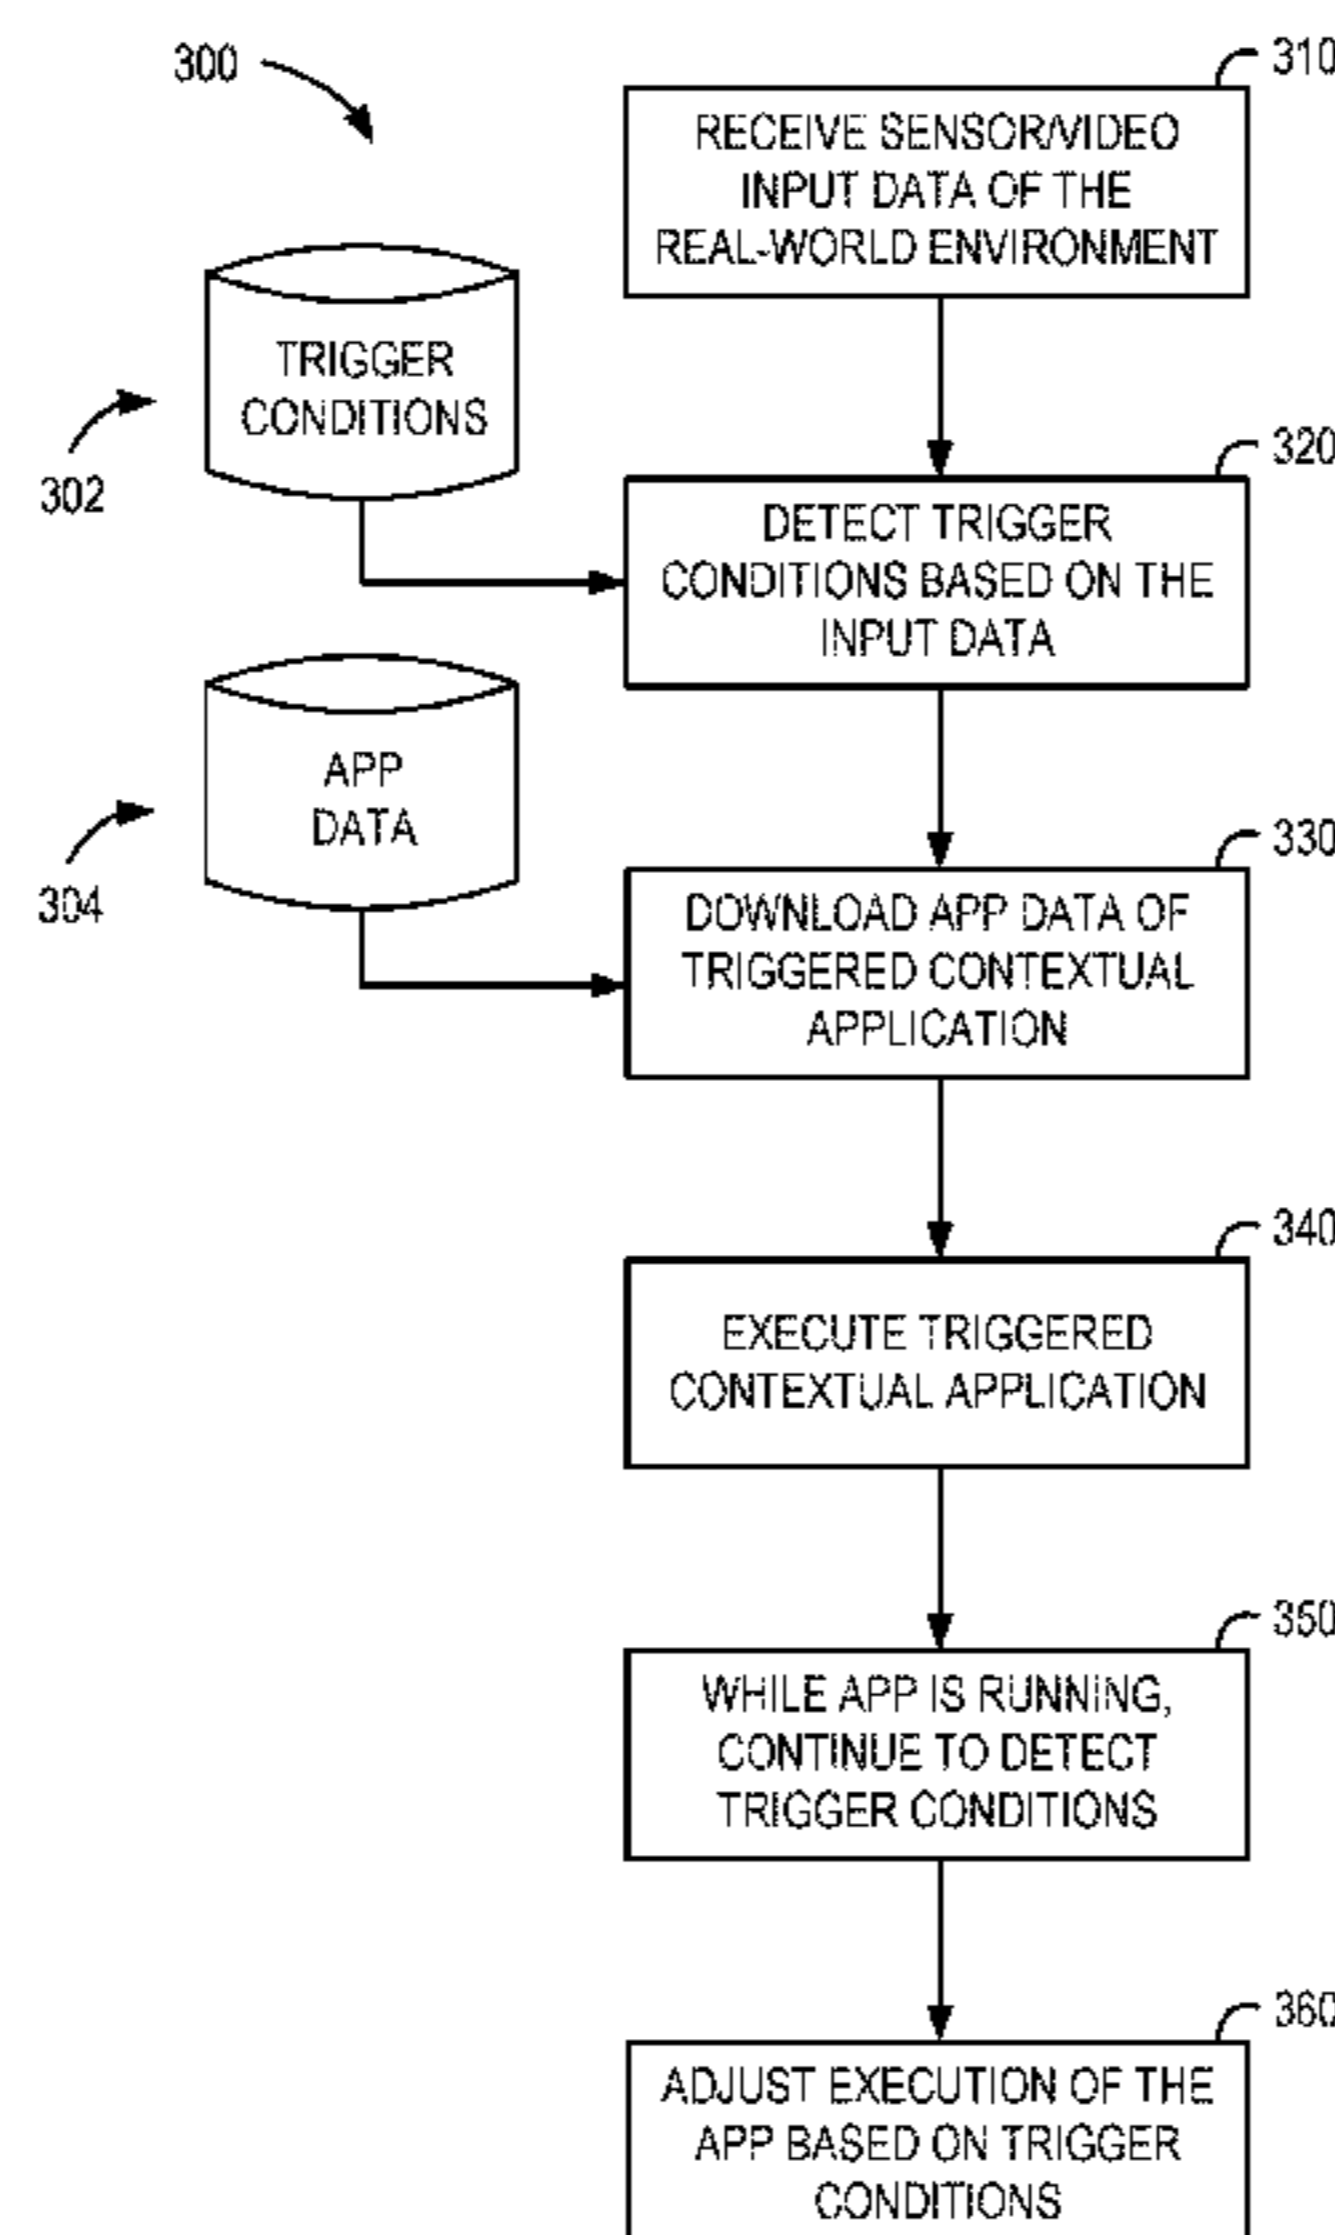 300
310
RECEIVE SENSOR/VIDEO
INPUT DATA OF THE
REAL-WORLD ENVIRONMENT
TRIGGER
CONDITIONS
302
320
DETECT TRIGGER
CONDITIONS BASED ON THE
INPUT DATA
APP
DATA
304
330
DOWNLOAD APP DATA OF
TRIGGERED CONTEXTUAL
APPLICATION
340
EXECUTE TRIGGERED
CONTEXTUAL APPLICATION
350
WHILE APP IS RUNNING,
CONTINUE TO DETECT
TRIGGER CONDITIONS
360
ADJUST EXECUTION OF THE
APP BASED ON TRIGGER
CONDITIONS